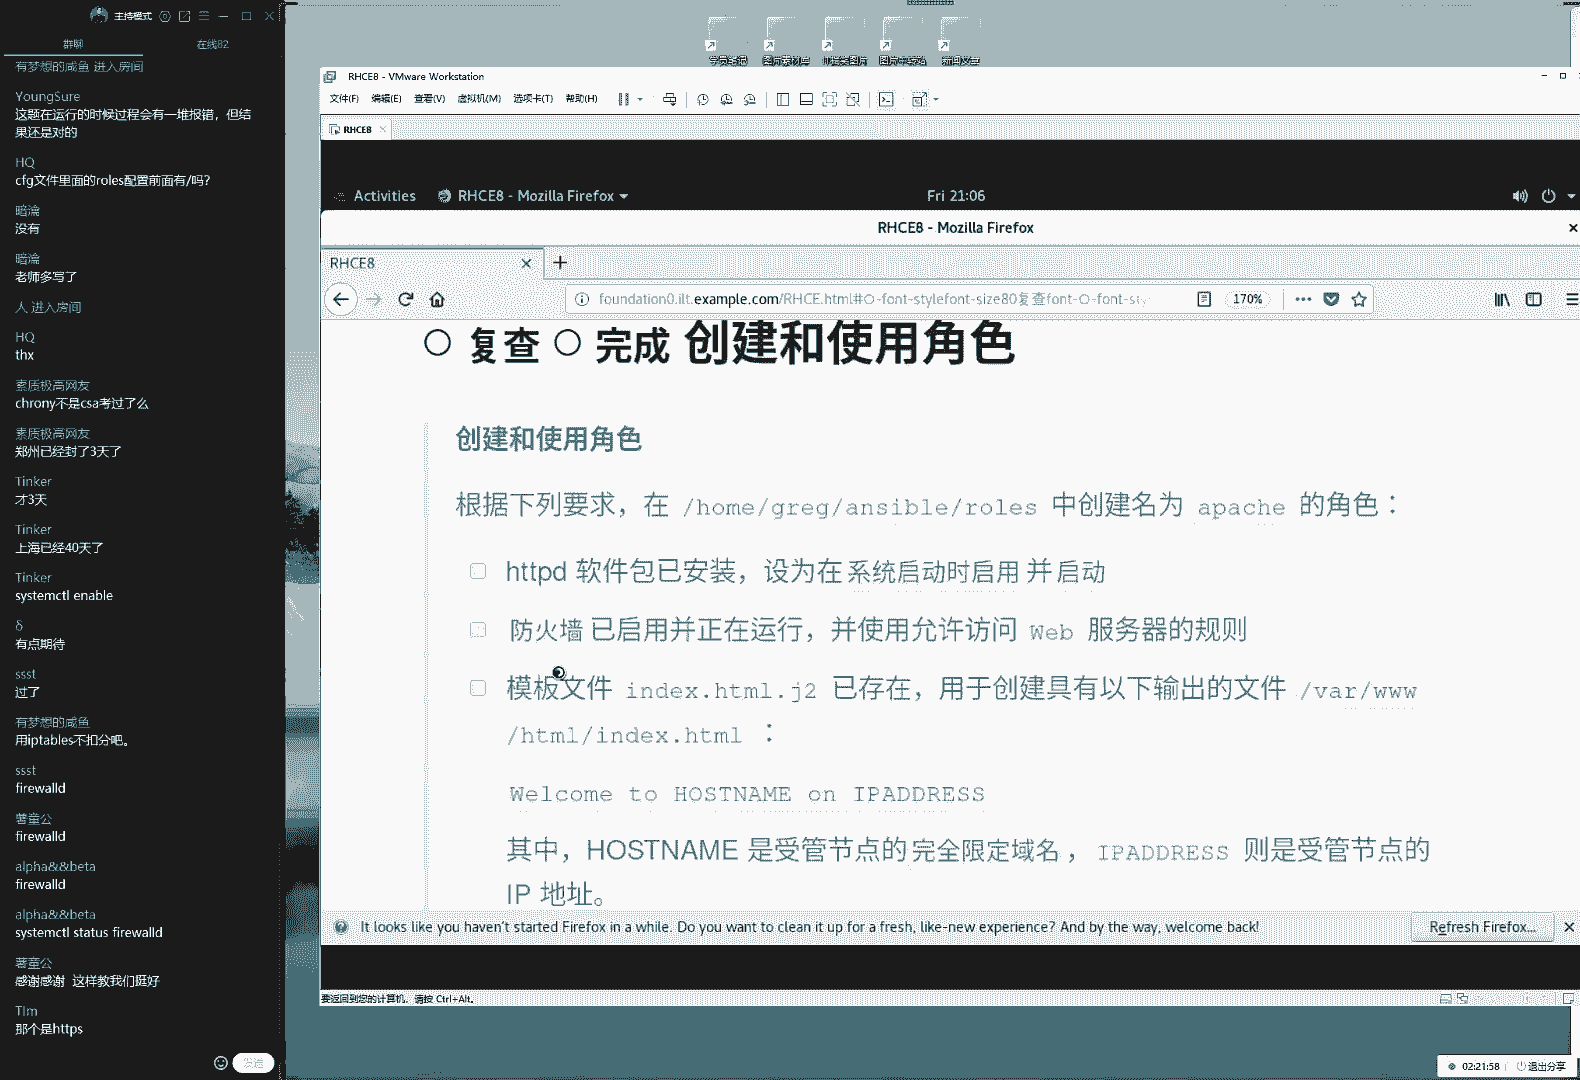 主持模式
群聊
在线82
有梦想的咸鱼 进入房间
YoungSure
这题在运行的时候过程会有一堆报错，但结
果还是对的
HQ
cfg文件里面的roles配置前面有/吗?
没有
老师多写了
人 进入房间
HQ
thx
素质极高网友
chrony不是csa考过了么
素质极高网友
郑州已经封了3天了
Tinker
才3天
Tinker
上海已经40天了
Tinker
systemctl enable
δ
有点期待
ssst
过了
有梦想的咸鱼
用iptables不扣分吧。
ssst
firewalld
薯童公
firewalld
alpha&&beta
firewalld
alpha&&beta
systemctl status firewalld
薯童公
感谢感谢 这样教我们挺好
TIm
那个是https
发送
RHCE8 - VMware Workstation
文件(F) 编辑(E) 查看(V) 虚拟机(M) 选项卡(T) 帮助(H)
RHCE8
Activities
RHCE8 - Mozilla Firefox
Fri 21:06
RHCE8 - Mozilla Firefox
RHCE8
foundation0.ilt.example.com/RHCE.html#○-font-stylefont-size80复查font-○-font-sty
170%
○ 复查 ○ 完成 创建和使用角色
创建和使用角色
根据下列要求，在 /home/greg/ansible/roles 中创建名为 apache 的角色：
httpd 软件包已安装，设为在系统启动时启用 并 启动
防火墙 已启用并正在运行，并使用允许访问 Web 服务器的规则
模板文件 index.html.j2 已存在，用于创建具有以下输出的文件 /var/www
/html/index.html ：
Welcome to HOSTNAME on IPADDRESS
其中，HOSTNAME 是受管节点的 完全限定域名 ， IPADDRESS 则是受管节点的
IP 地址。
It looks like you haven't started Firefox in a while. Do you want to clean it up for a fresh, like-new experience? And by the way, welcome back!
Refresh Firefox...
要返回到您的计算机，请按 Ctrl+Alt。
02:21:58
退出分享